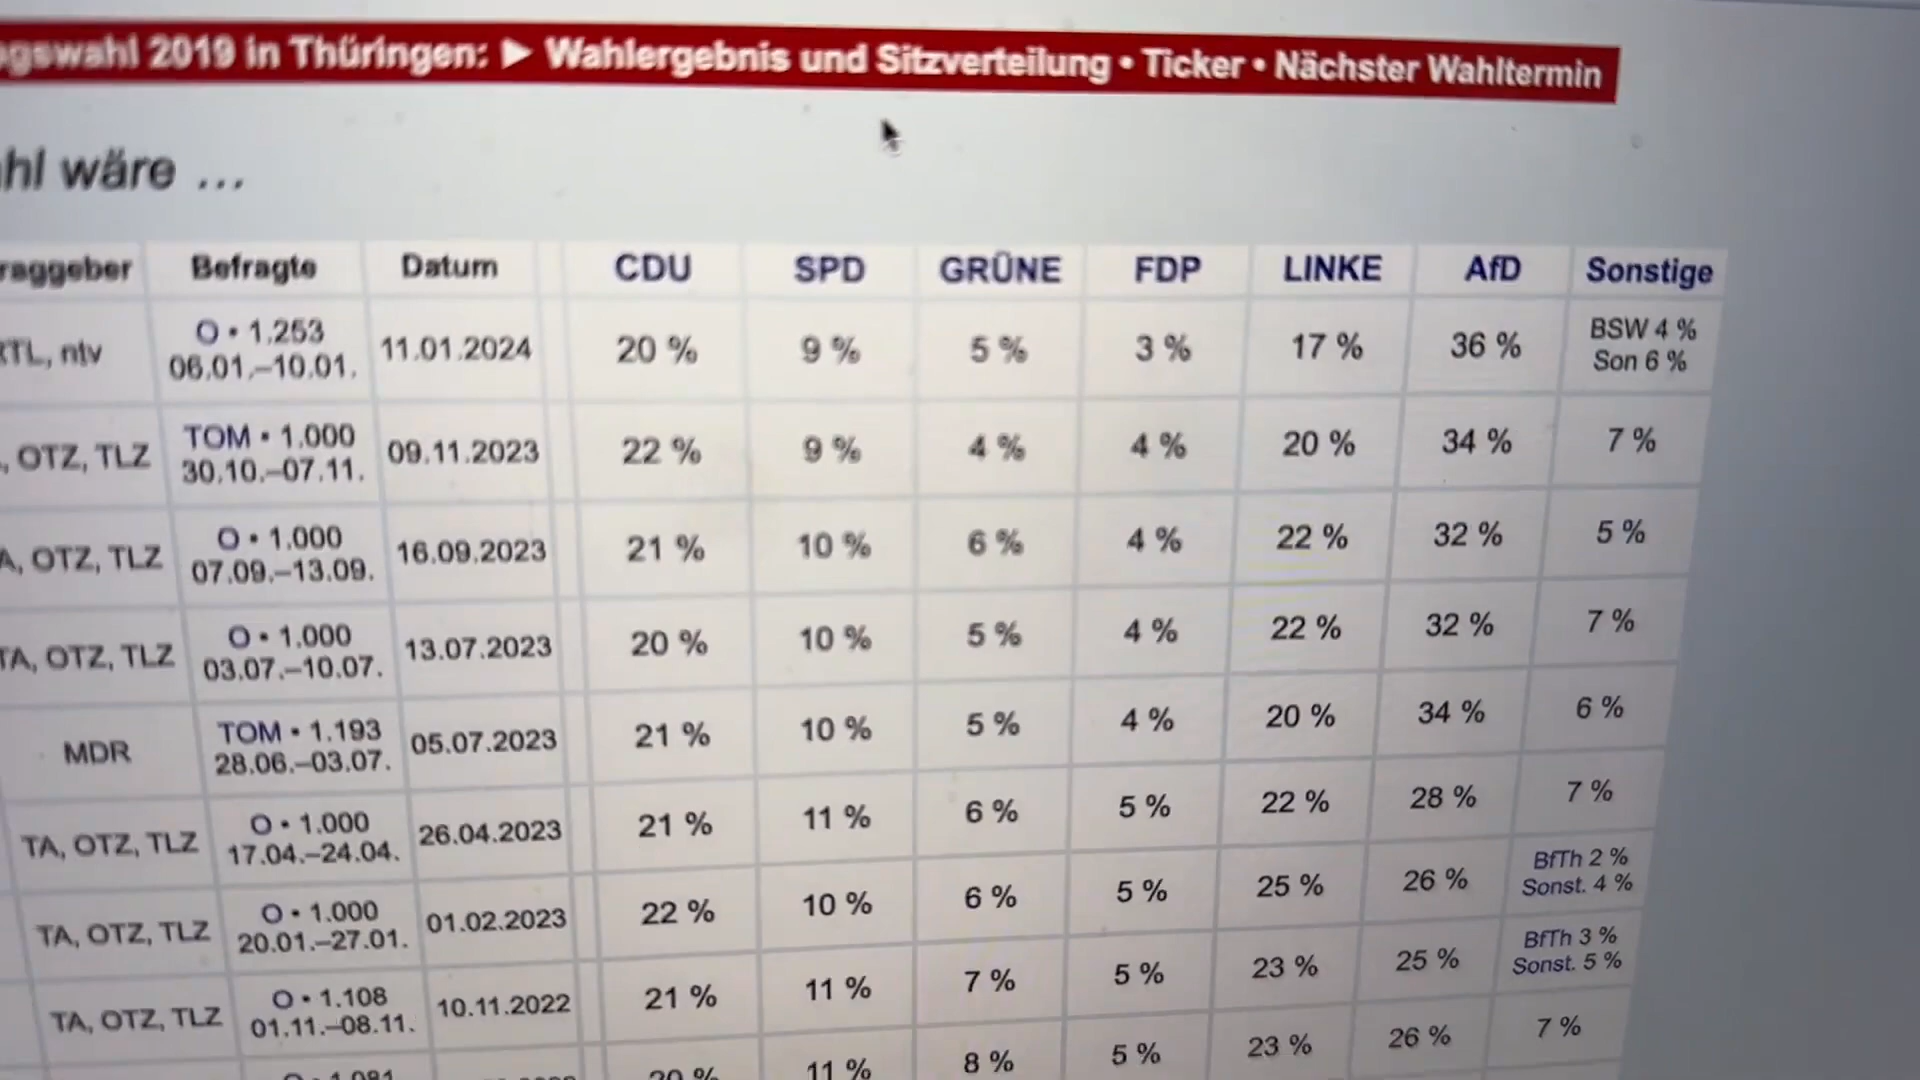 gswahl 2019 in Thüringen: ► Wahlergebnis und Sitzverteilung • Ticker • Nächster Wahltermin
hl wäre ...
raggeber Befragte Datum CDU SPD GRÜNE FDP LINKE AfD Sonstige
RTL, ntv O • 1.253 06.01.–10.01. 11.01.2024 20 % 9 % 5 % 3 % 17 % 36 % BSW 4 % Son 6 %
, OTZ, TLZ TOM • 1.000 30.10.–07.11. 09.11.2023 22 % 9 % 4 % 4 % 20 % 34 % 7 %
A, OTZ, TLZ O • 1.000 07.09.–13.09. 16.09.2023 21 % 10 % 6 % 4 % 22 % 32 % 5 %
TA, OTZ, TLZ O • 1.000 03.07.–10.07. 13.07.2023 20 % 10 % 5 % 4 % 22 % 32 % 7 %
MDR TOM • 1.193 28.06.–03.07. 05.07.2023 21 % 10 % 5 % 4 % 20 % 34 % 6 %
TA, OTZ, TLZ O • 1.000 17.04.–24.04. 26.04.2023 21 % 11 % 6 % 5 % 22 % 28 % 7 %
TA, OTZ, TLZ O • 1.000 20.01.–27.01. 01.02.2023 22 % 10 % 6 % 5 % 25 % 26 % BfTh 2 % Sonst. 4 %
TA, OTZ, TLZ O • 1.108 01.11.–08.11. 10.11.2022 21 % 11 % 7 % 5 % 23 % 25 % BfTh 3 % Sonst. 5 %
O • 1.081 20 % 11 % 8 % 5 % 23 % 26 % 7 %